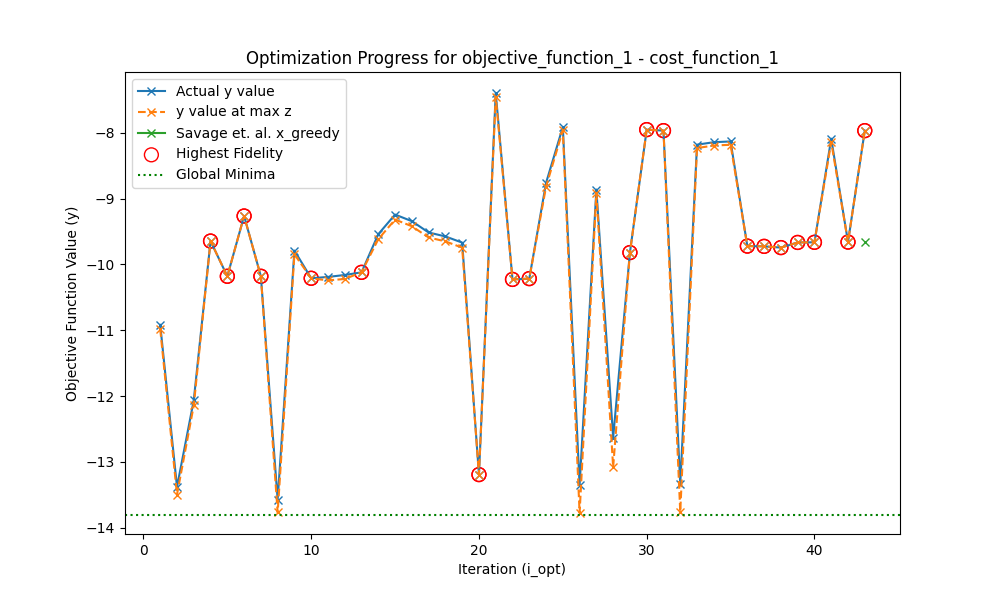 Optimization Progress for objective_function_1 - cost_function_1
Actual y value
y value at max z
Savage et. al. x_greedy
Highest Fidelity
Global Minima
Objective Function Value (y)
−8
−9
−10
−11
−12
−13
−14
0 10 20 30 40
Iteration (i_opt)